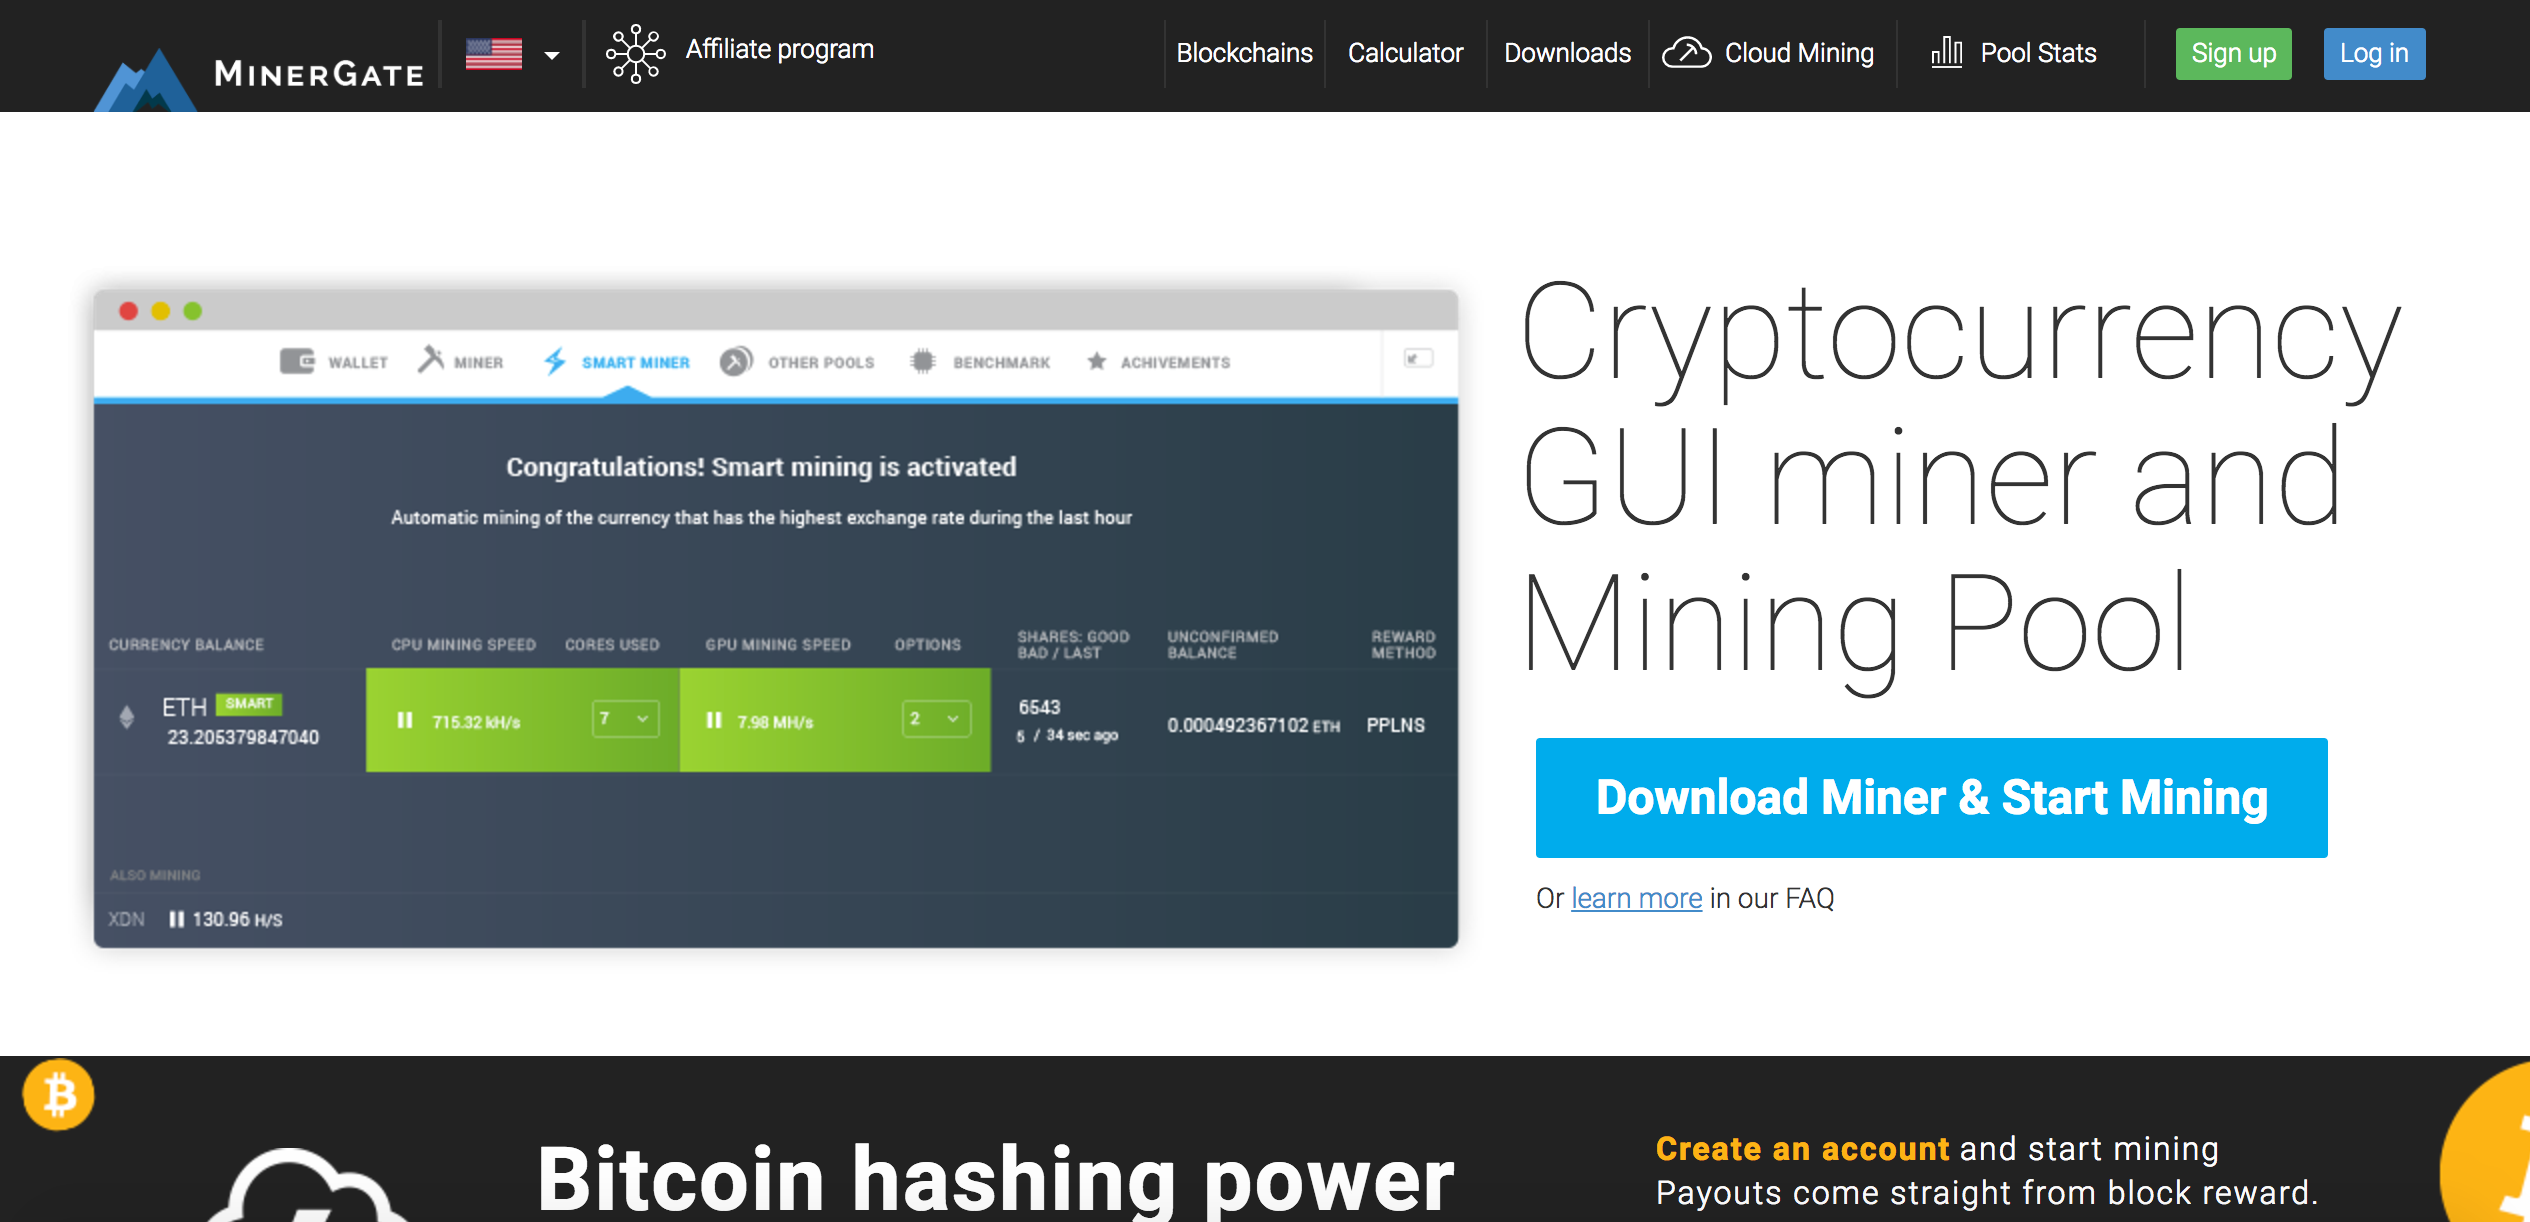 MINERGATE
Affiliate program
Blockchains
Calculator
Downloads
Cloud Mining
Pool Stats
Sign up
Log in
WALLET
MINER
SMART MINER
OTHER POOLS
BENCHMARK
ACHIVEMENTS
Congratulations! Smart mining is activated
Automatic mining of the currency that has the highest exchange rate during the last hour
CURRENCY BALANCE
CPU MINING SPEED
CORES USED
GPU MINING SPEED
OPTIONS
SHARES: GOOD
BAD / LAST
UNCONFIRMED
BALANCE
REWARD
METHOD
ETH SMART
23.205379847040
715.32 kH/s
7
7.98 MH/s
2
6543
5 / 34 sec ago
0.000492367102 ETH
PPLNS
ALSO MINING
XDN 130.96 H/S
Cryptocurrency
GUI miner and
Mining Pool
Download Miner & Start Mining
Or learn more in our FAQ
Bitcoin hashing power
Create an account and start mining
Payouts come straight from block reward.